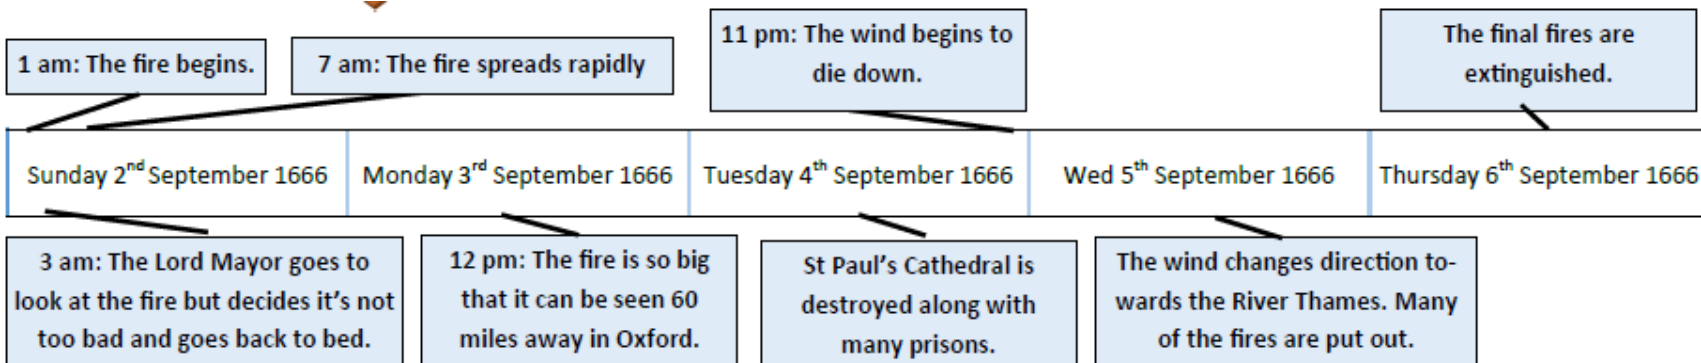 1 am: The fire begins.
7 am: The fire spreads rapidly
11 pm: The wind begins to
die down.
The final fires are
extinguished.
Sunday 2nd September 1666
Monday 3rd September 1666
Tuesday 4th September 1666
Wed 5th September 1666
Thursday 6th September 1666
3 am: The Lord Mayor goes to
look at the fire but decides it's not
too bad and goes back to bed.
12 pm: The fire is so big
that it can be seen 60
miles away in Oxford.
St Paul's Cathedral is
destroyed along with
many prisons.
The wind changes direction to-
wards the River Thames. Many
of the fires are put out.